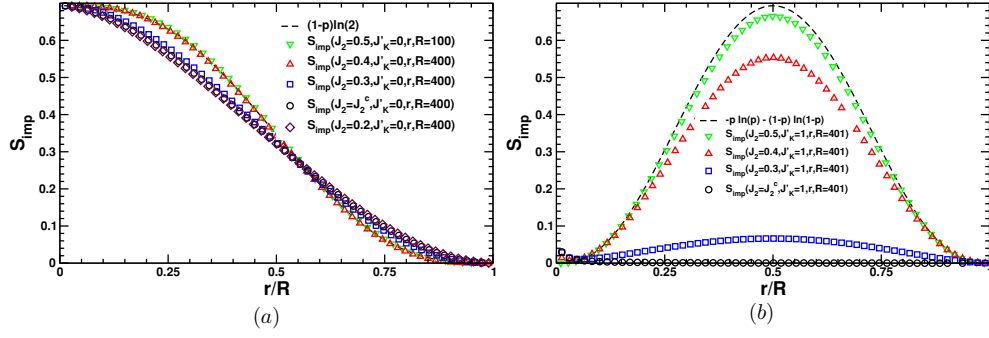 0.6
0.5
0.4
0.3
0.2
0.1
0
S_imp
(1-p)ln(2)
S_imp(J_2=0.5,J'_K=0,r,R=100)
S_imp(J_2=0.4,J'_K=0,r,R=400)
S_imp(J_2=0.3,J'_K=0,r,R=400)
S_imp(J_2=J_2^c,J'_K=0,r,R=400)
S_imp(J_2=0.2,J'_K=0,r,R=400)
0 0.25 0.5 0.75 1
r/R
(a)
0.6
0.5
0.4
0.3
0.2
0.1
0
S_imp
-p ln(p) - (1-p) ln(1-p)
S_imp(J_2=0.5,J'_K=1,r,R=401)
S_imp(J_2=0.4,J'_K=1,r,R=401)
S_imp(J_2=0.3,J'_K=1,r,R=401)
S_imp(J_2=J_2^c,J'_K=1,r,R=401)
0 0.25 0.5 0.75 1
r/R
(b)